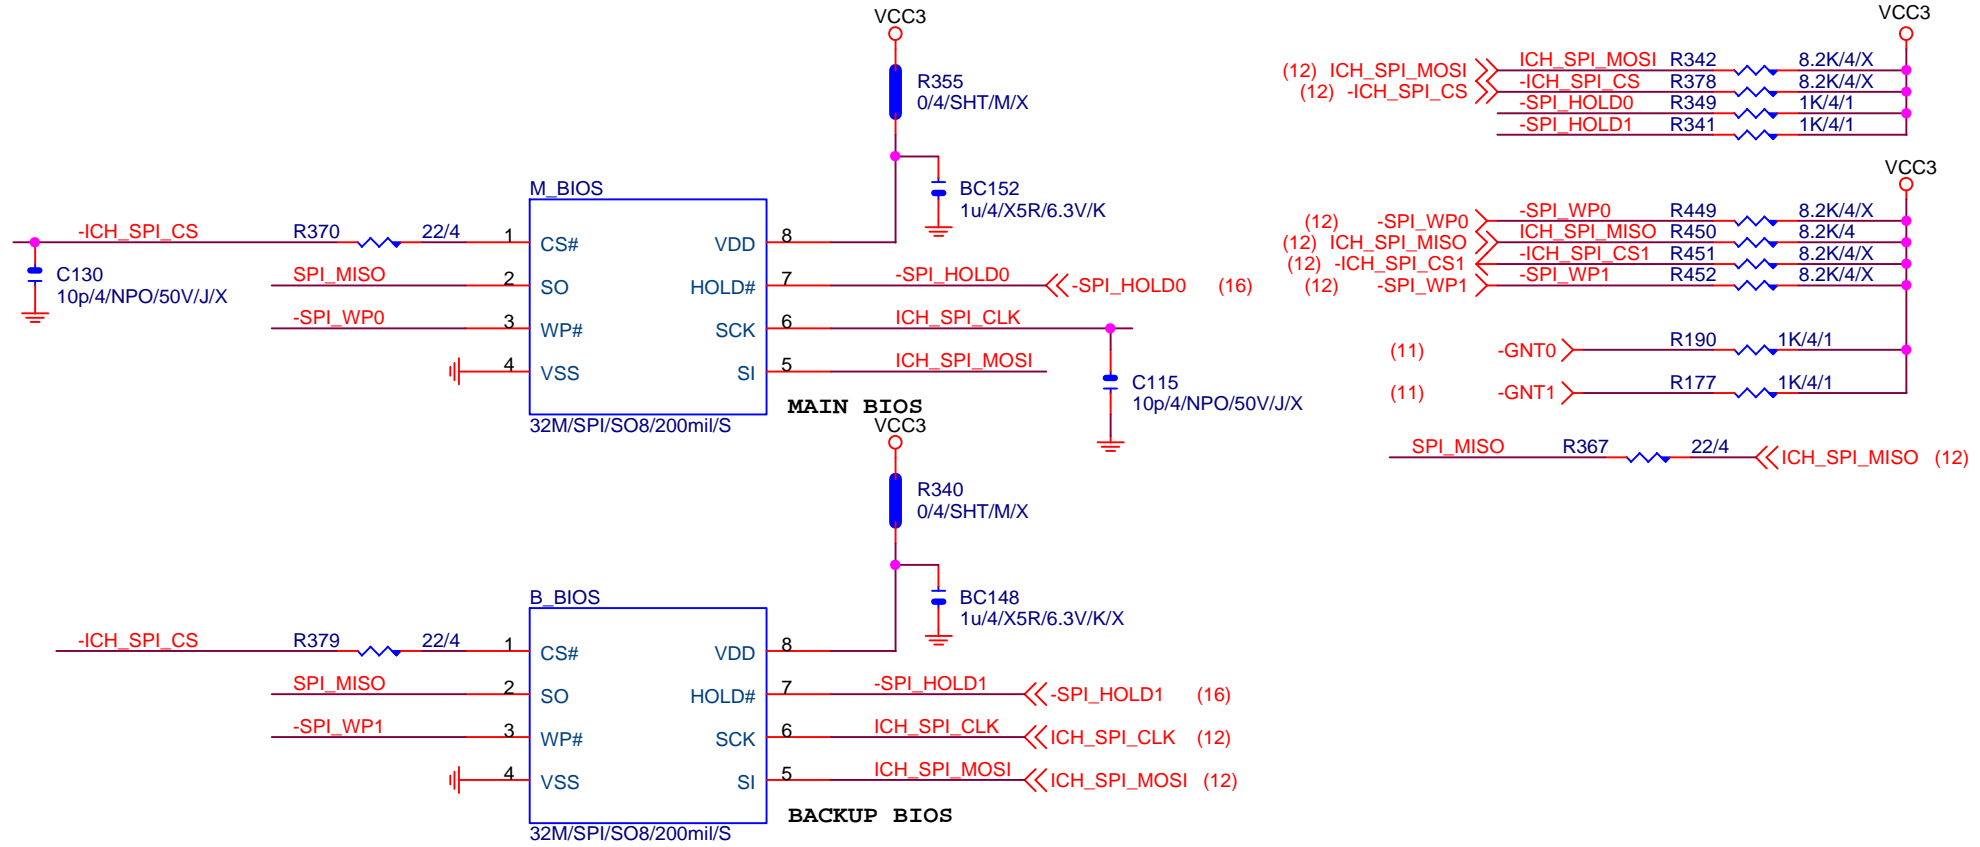 VCC3
R355
0/4/SHT/M/X
BC152
1u/4/X5R/6.3V/K
M_BIOS
-ICH_SPI_CS R370 22/4 1 CS# VDD 8
C130
10p/4/NPO/50V/J/X
SPI_MISO 2 SO HOLD# 7 -SPI_HOLD0 -SPI_HOLD0 (16)
-SPI_WP0 3 WP# SCK 6 ICH_SPI_CLK
4 VSS SI 5 ICH_SPI_MOSI
C115
10p/4/NPO/50V/J/X
MAIN BIOS
32M/SPI/SO8/200mil/S
VCC3
R340
0/4/SHT/M/X
BC148
1u/4/X5R/6.3V/K/X
B_BIOS
-ICH_SPI_CS R379 22/4 1 CS# VDD 8
SPI_MISO 2 SO HOLD# 7 -SPI_HOLD1 -SPI_HOLD1 (16)
-SPI_WP1 3 WP# SCK 6 ICH_SPI_CLK ICH_SPI_CLK (12)
4 VSS SI 5 ICH_SPI_MOSI ICH_SPI_MOSI (12)
BACKUP BIOS
32M/SPI/SO8/200mil/S
VCC3
(12) ICH_SPI_MOSI ICH_SPI_MOSI R342 8.2K/4/X
(12) -ICH_SPI_CS -ICH_SPI_CS R378 8.2K/4/X
-SPI_HOLD0 R349 1K/4/1
-SPI_HOLD1 R341 1K/4/1
VCC3
(12) -SPI_WP0 -SPI_WP0 R449 8.2K/4/X
(12) ICH_SPI_MISO ICH_SPI_MISO R450 8.2K/4
(12) -ICH_SPI_CS1 -ICH_SPI_CS1 R451 8.2K/4/X
(12) -SPI_WP1 -SPI_WP1 R452 8.2K/4/X
(11) -GNT0 R190 1K/4/1
(11) -GNT1 R177 1K/4/1
SPI_MISO R367 22/4 ICH_SPI_MISO (12)